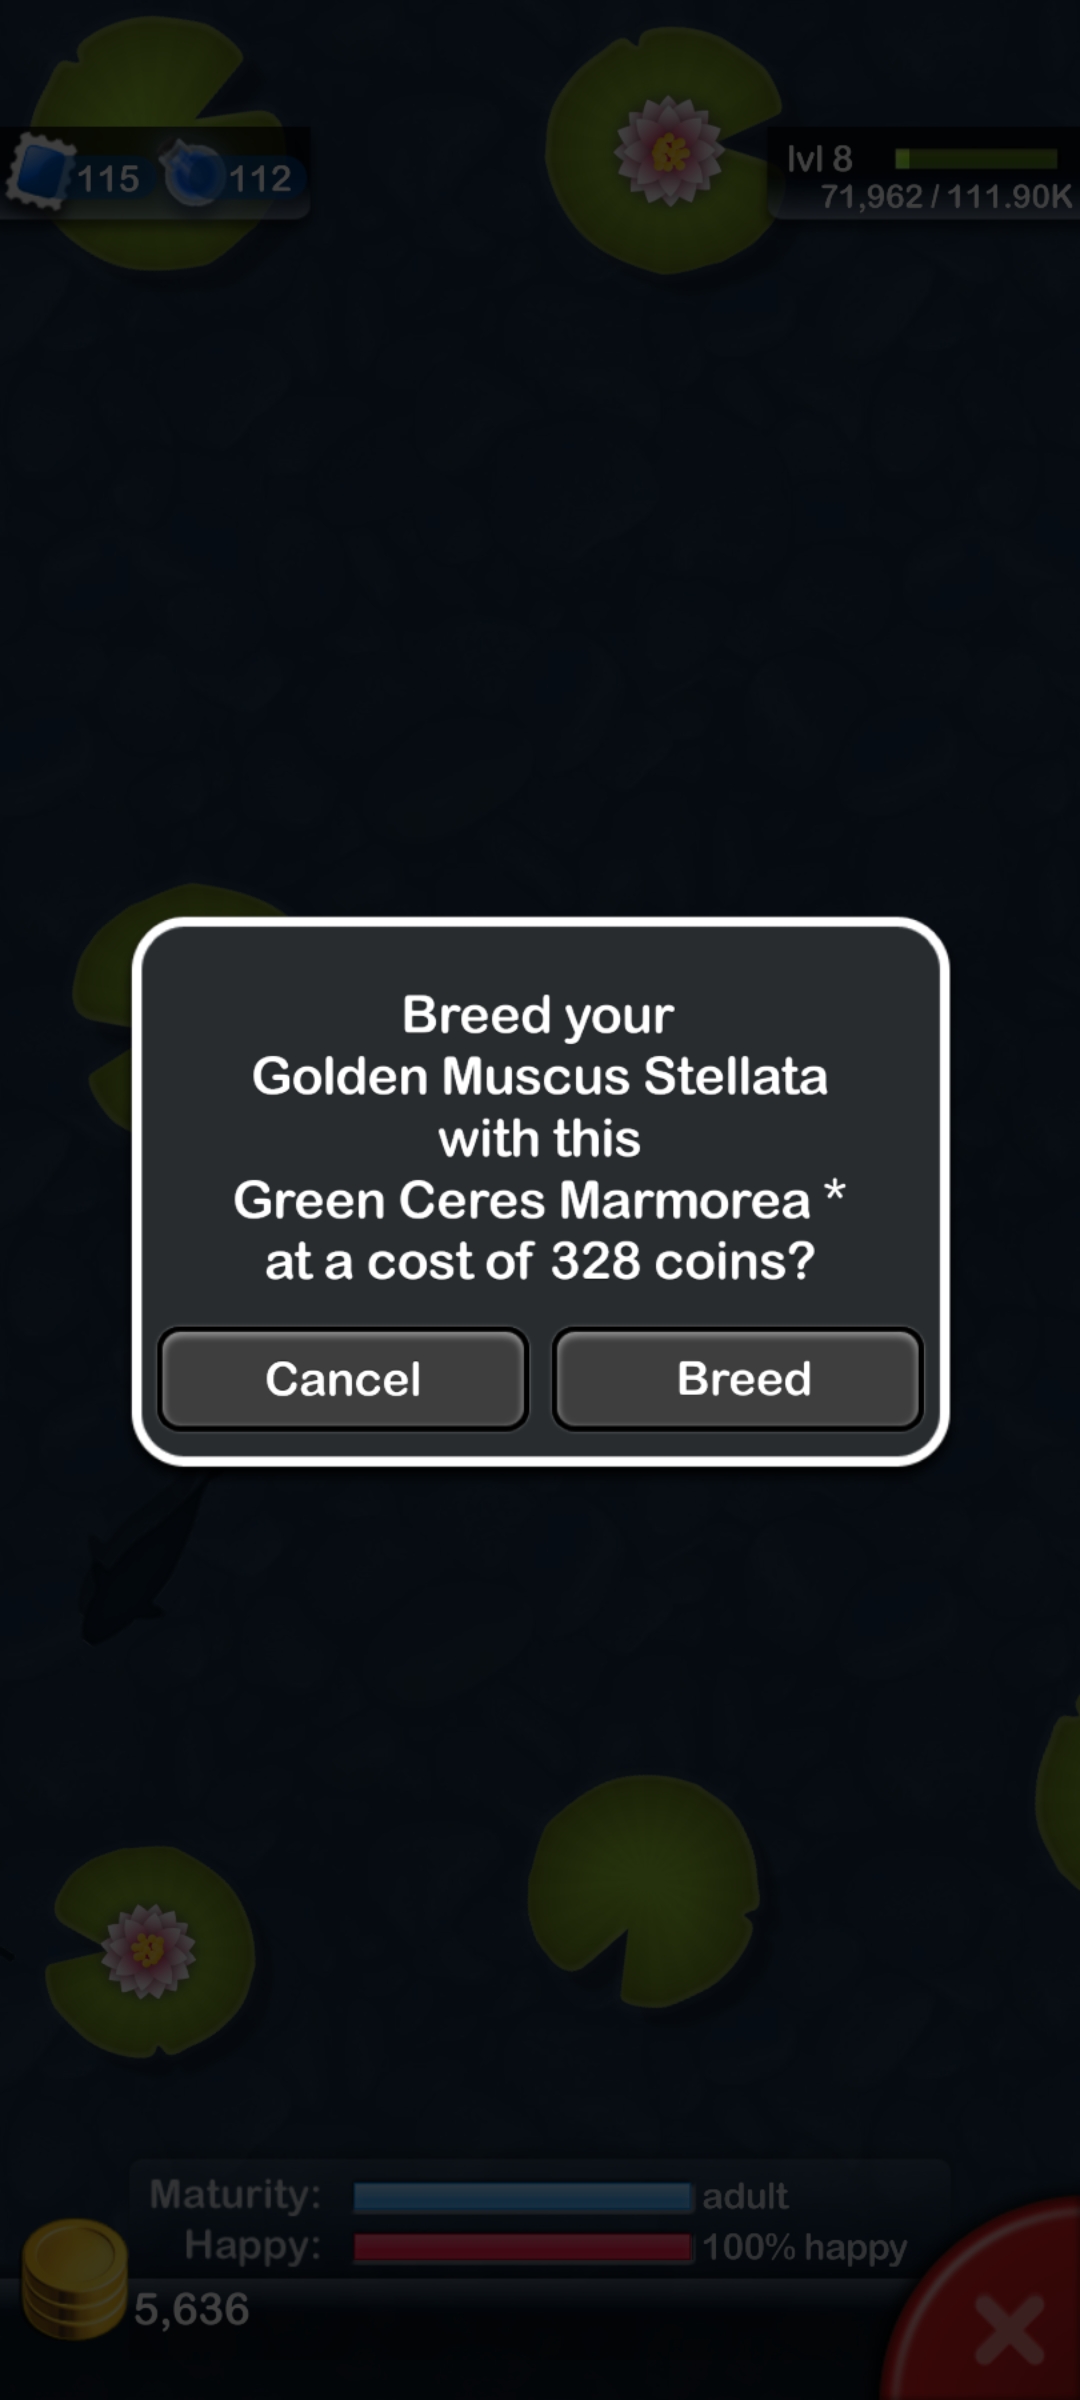 115
112
lvl 8
71,962 / 111.90K
Breed your
Golden Muscus Stellata
with this
Green Ceres Marmorea *
at a cost of 328 coins?
Cancel
Breed
Maturity: adult
Happy: 100% happy
5,636